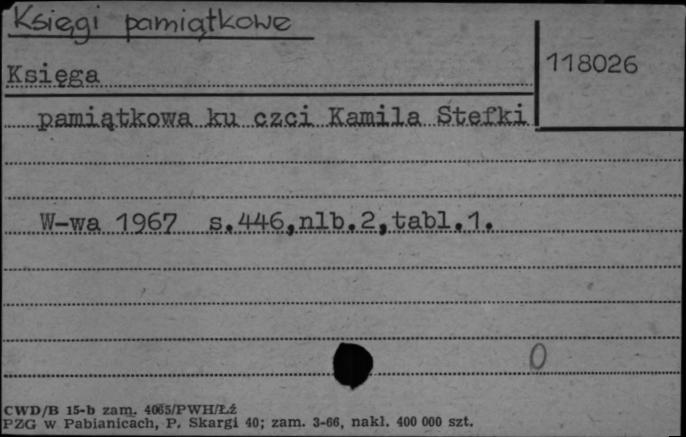 Księgi pamiątkowe
118026
Księga
pamiątkowa ku czci Kamila Stefki
W-wa 1967 s.446,nlb.2,tabl.1.
0
CWD/B 15-b zam. 4065/PWH/Łź
PZG w Pabianicach, P. Skargi 40; zam. 3-66, nakł. 400 000 szt.